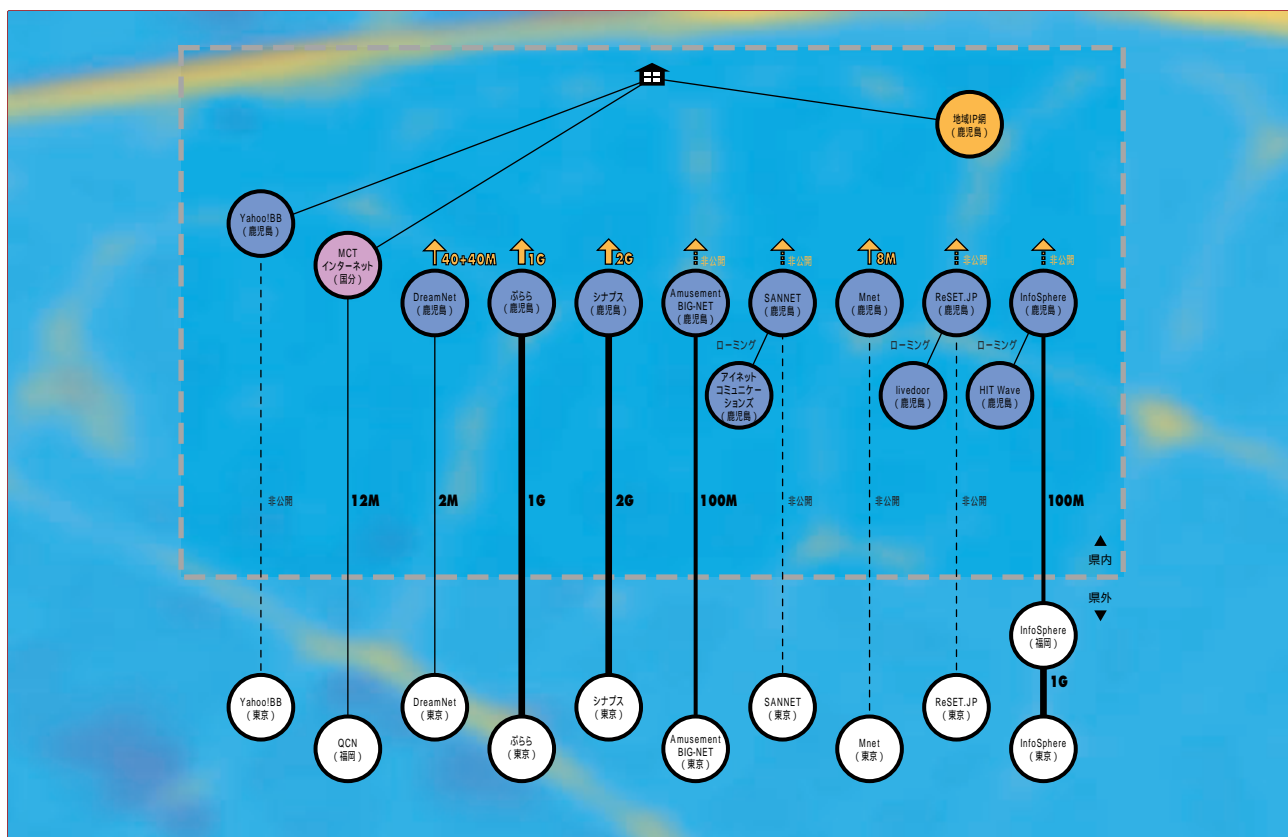 地域IP網
(鹿児島)
Yahoo!BB
(鹿児島)
MCT
インターネット
(国分)
40+40M
1G
2G
非公開
非公開
8M
非公開
非公開
DreamNet
(鹿児島)
ぷらら
(鹿児島)
シナプス
(鹿児島)
Amusement
BIG-NET
(鹿児島)
SANNET
(鹿児島)
Mnet
(鹿児島)
ReSET.JP
(鹿児島)
InfoSphere
(鹿児島)
ローミング
ローミング
ローミング
アイネット
コミュニケー
ションズ
(鹿児島)
livedoor
(鹿児島)
HIT Wave
(鹿児島)
非公開
12M
2M
1G
2G
100M
非公開
非公開
非公開
100M
▲
県内
県外
▼
InfoSphere
(福岡)
1G
Yahoo!BB
(東京)
QCN
(福岡)
DreamNet
(東京)
ぷらら
(東京)
シナプス
(東京)
Amusement
BIG-NET
(東京)
SANNET
(東京)
Mnet
(東京)
ReSET.JP
(東京)
InfoSphere
(東京)